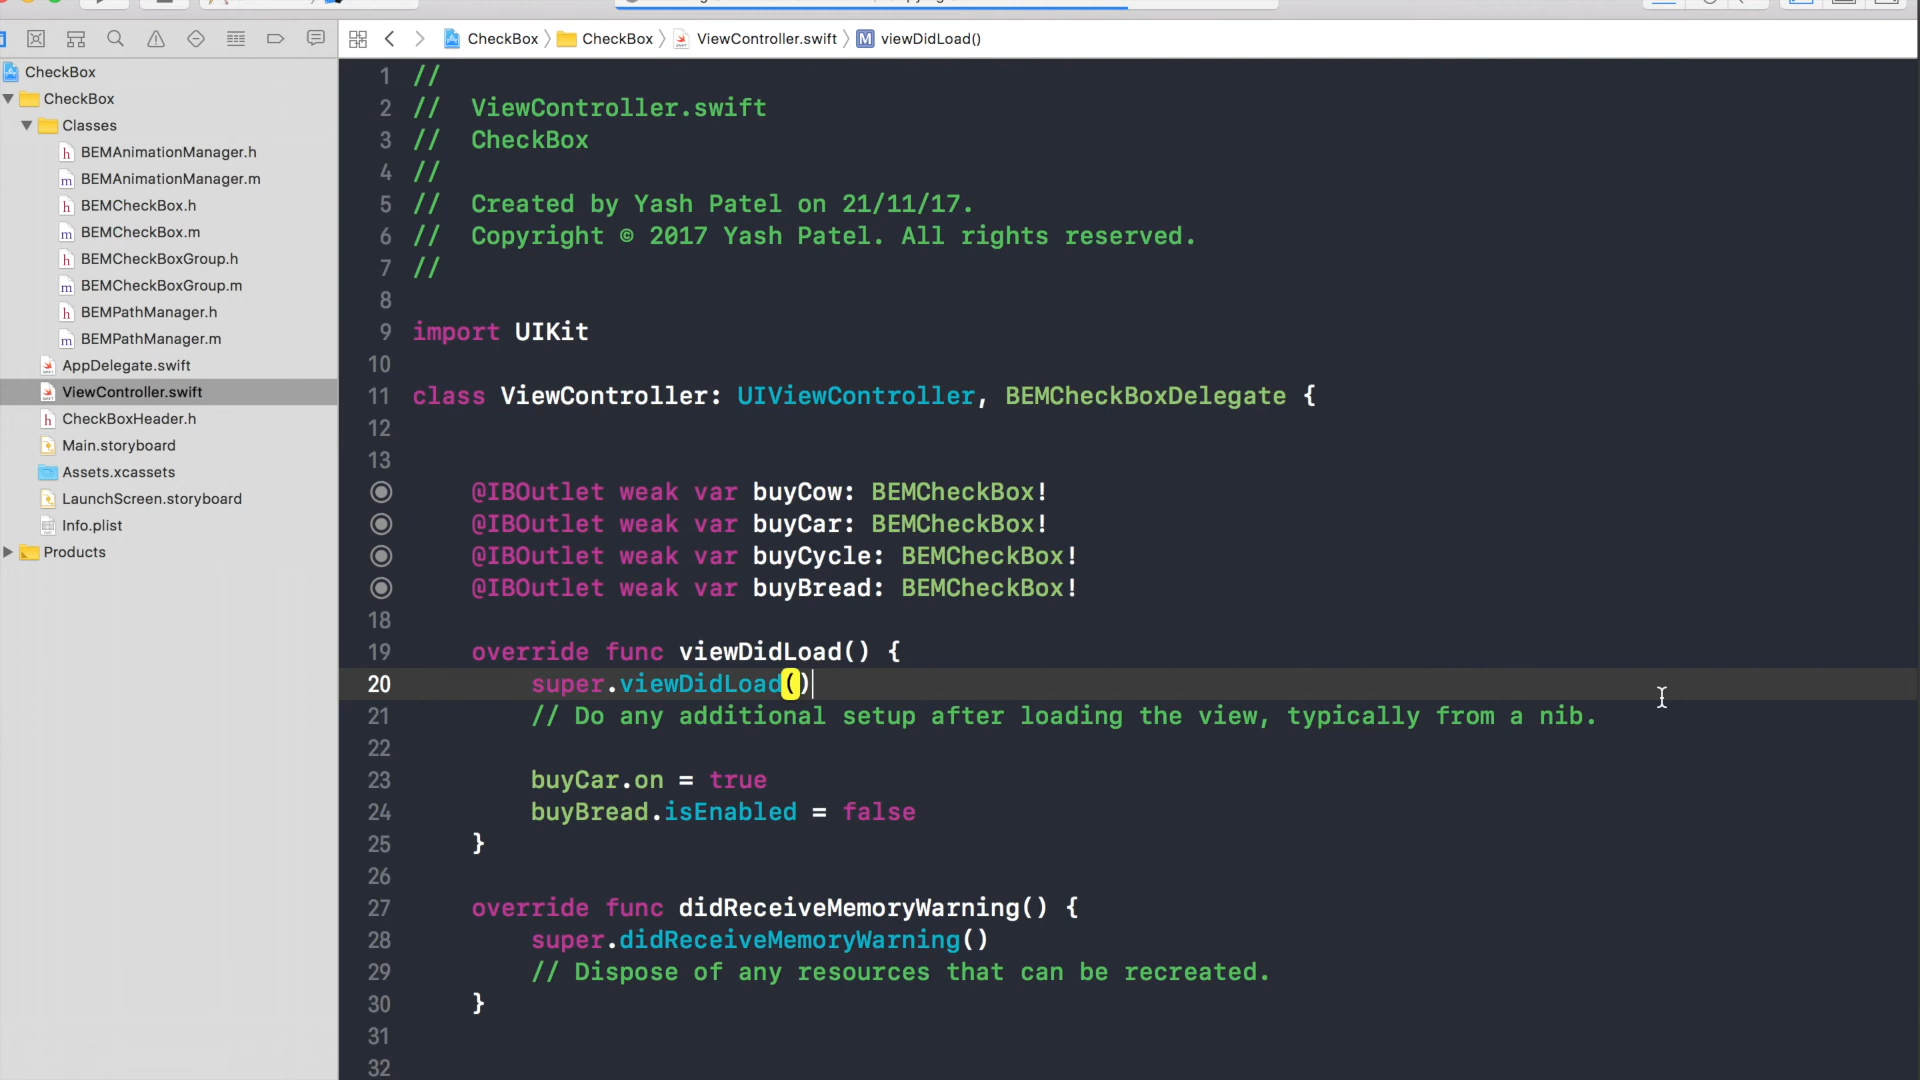 CheckBox 〉 CheckBox 〉 ViewController.swift 〉 M viewDidLoad()
CheckBox
CheckBox
Classes
h BEMAnimationManager.h
m BEMAnimationManager.m
h BEMCheckBox.h
m BEMCheckBox.m
h BEMCheckBoxGroup.h
m BEMCheckBoxGroup.m
h BEMPathManager.h
m BEMPathManager.m
AppDelegate.swift
ViewController.swift
h CheckBoxHeader.h
Main.storyboard
Assets.xcassets
LaunchScreen.storyboard
Info.plist
Products
1 //
2 //  ViewController.swift
3 //  CheckBox
4 //
5 //  Created by Yash Patel on 21/11/17.
6 //  Copyright © 2017 Yash Patel. All rights reserved.
7 //
8
9 import UIKit
10
11 class ViewController: UIViewController, BEMCheckBoxDelegate {
12
13
@IBOutlet weak var buyCow: BEMCheckBox!
@IBOutlet weak var buyCar: BEMCheckBox!
@IBOutlet weak var buyCycle: BEMCheckBox!
@IBOutlet weak var buyBread: BEMCheckBox!
18
19 override func viewDidLoad() {
20 super.viewDidLoad()
21 // Do any additional setup after loading the view, typically from a nib.
22
23 buyCar.on = true
24 buyBread.isEnabled = false
25 }
26
27 override func didReceiveMemoryWarning() {
28 super.didReceiveMemoryWarning()
29 // Dispose of any resources that can be recreated.
30 }
31
32